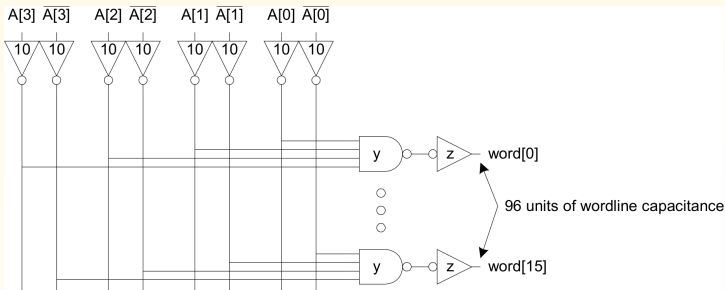 A[3] A̅[̅3̅]̅ A[2] A̅[̅2̅]̅ A[1] A̅[̅1̅]̅ A[0] A̅[̅0̅]̅
10 10 10 10 10 10 10 10
y z word[0]
96 units of wordline capacitance
y z word[15]